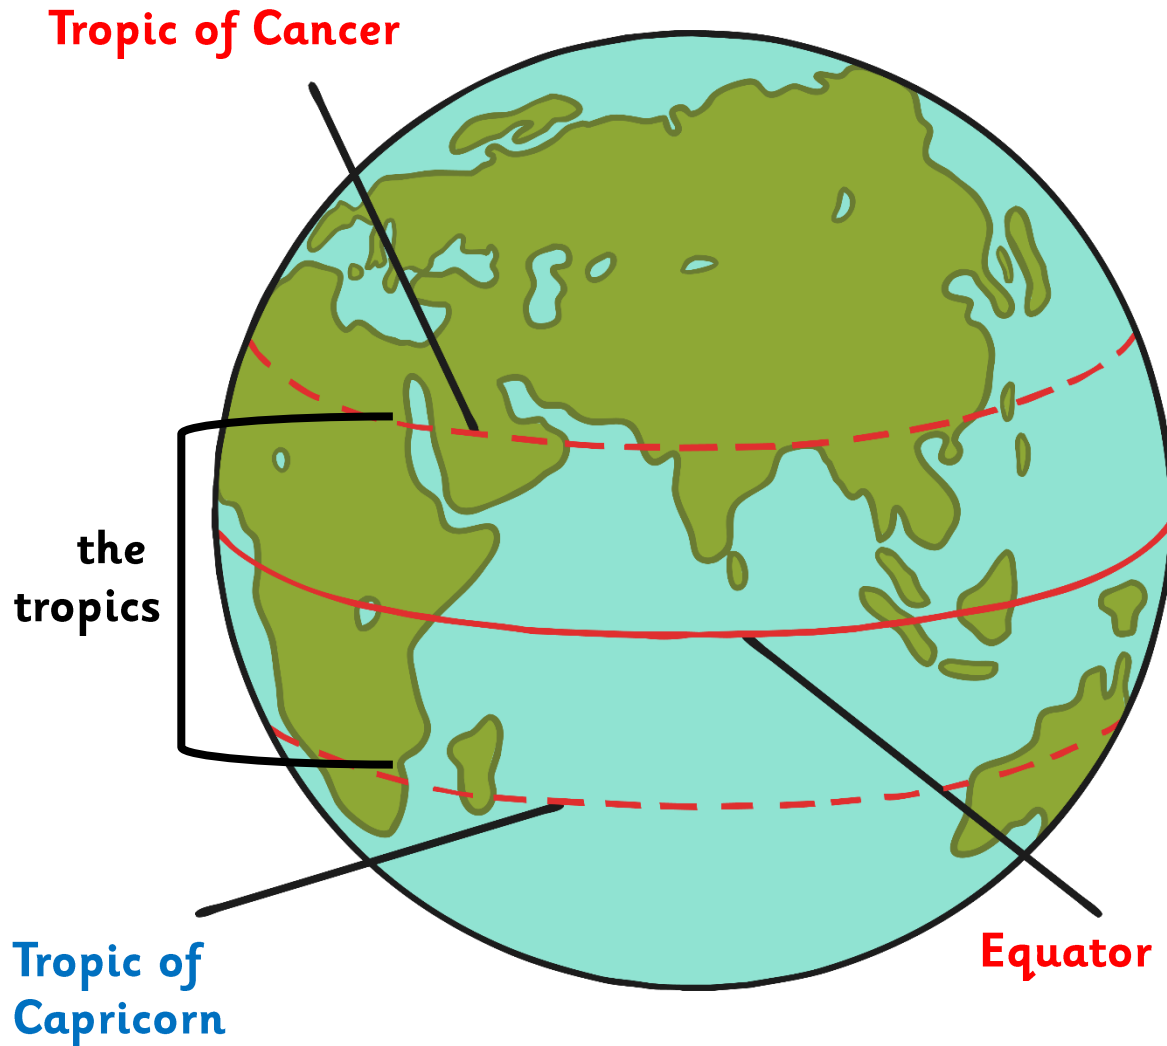 Tropic of Cancer
the
tropics
Equator
Tropic of
Capricorn